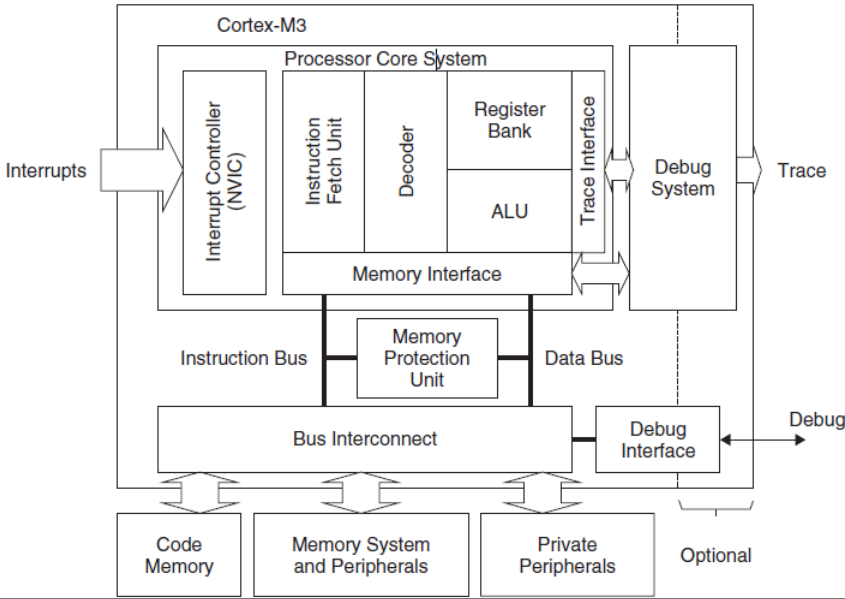 Cortex-M3
Processor Core System
Interrupts
Interrupt Controller
(NVIC)
Instruction
Fetch Unit
Decoder
Register
Bank
ALU
Trace Interface
Debug
System
Trace
Memory Interface
Instruction Bus
Memory
Protection
Unit
Data Bus
Bus Interconnect
Debug
Interface
Debug
Code
Memory
Memory System
and Peripherals
Private
Peripherals
Optional